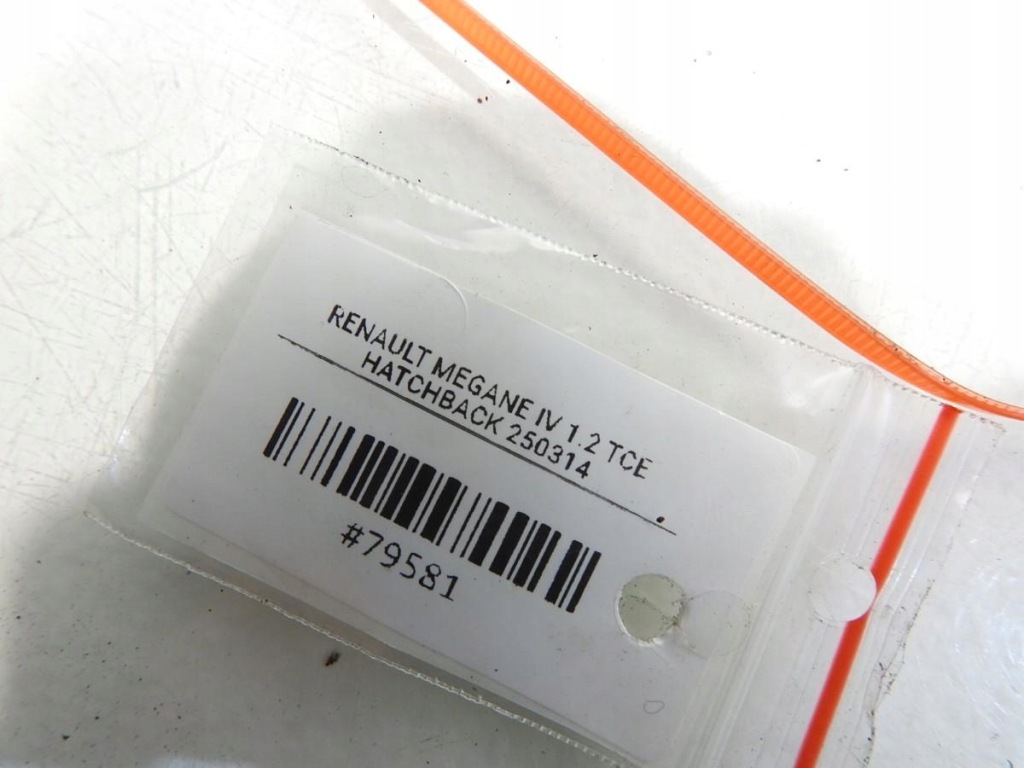 RENAULT MEGANE IV 1.2 TCE
HATCHBACK 250314
#79581